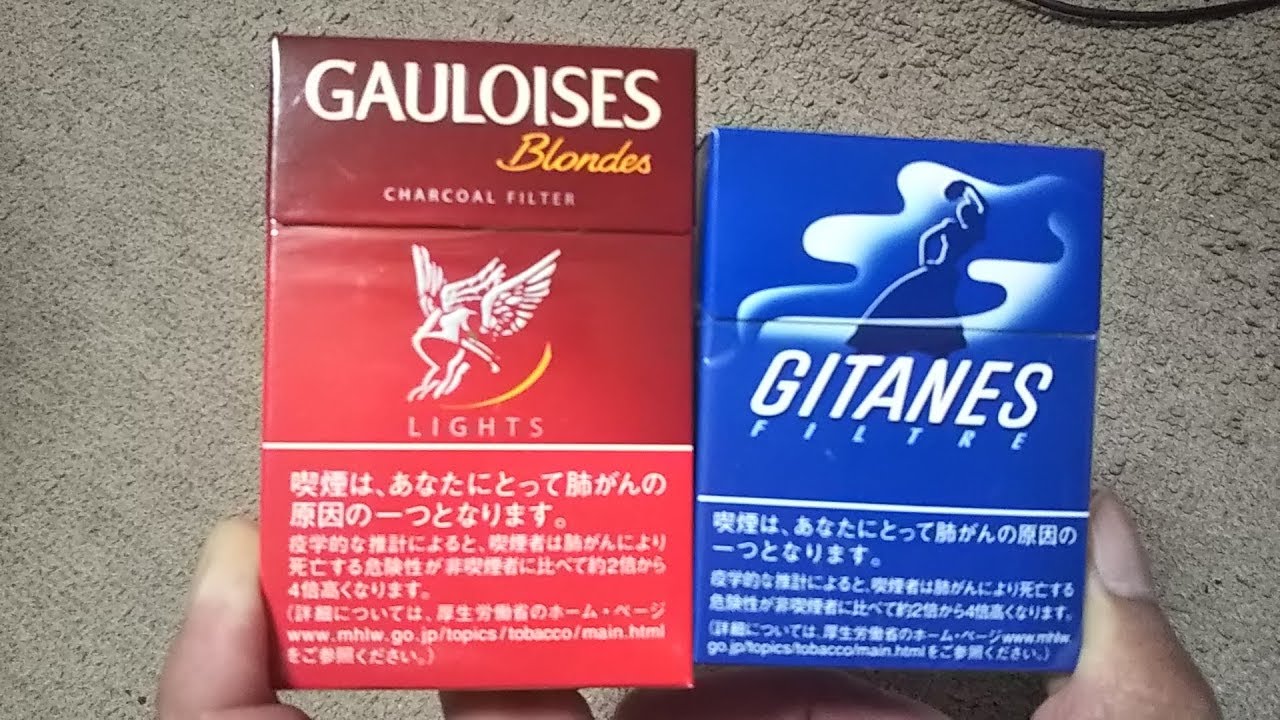 GAULOISES
Blondes
CHARCOAL FILTER
LIGHTS
喫煙は、あなたにとって肺がんの
原因の一つとなります。
疫学的な推計によると、喫煙者は肺がんにより
死亡する危険性が非喫煙者に比べて約2倍から
4倍高くなります。
(詳細については、厚生労働省のホーム・ページ
www.mhlw.go.jp/topics/tobacco/main.html
をご参照ください。)
GITANES
FILTRE
喫煙は、あなたにとって肺がんの原因の
一つとなります。
疫学的な推計によると、喫煙者は肺がんにより死亡する
危険性が非喫煙者に比べて約2倍から4倍高くなります。
(詳細については、厚生労働省のホーム・ページwww.mhlw.
go.jp/topics/tobacco/main.htmlをご参照ください。)